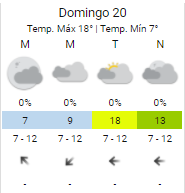 Domingo 20
Temp. Máx 18° | Temp. Mín 7°
M M T N
0% 0% 0% 0%
7 9 18 13
7 - 12 7 - 12 7 - 12 7 - 12
- - - -